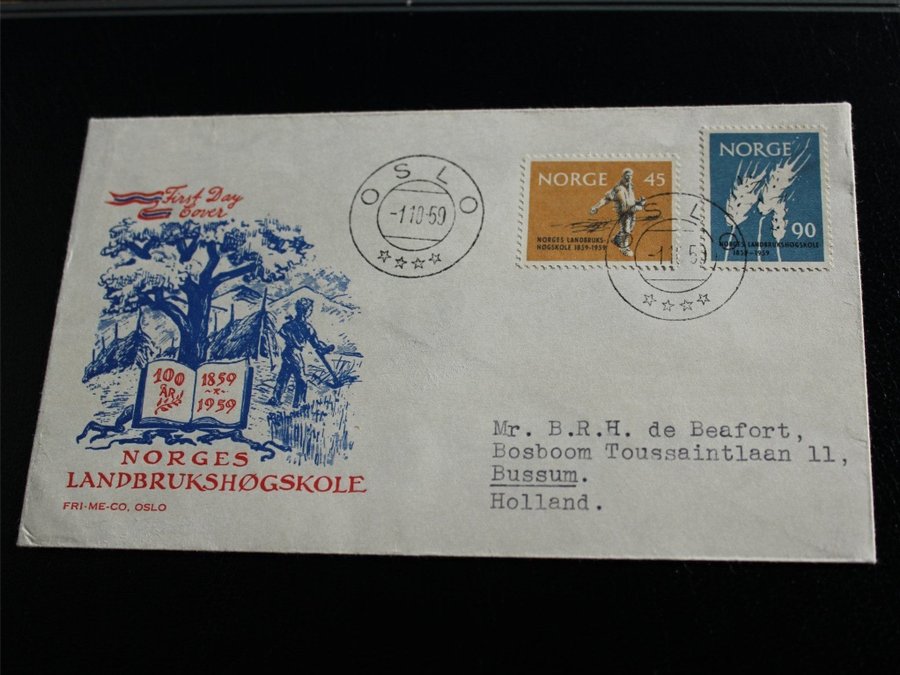 First Day
Cover
100
ÅR
1859
1959
NORGES
LANDBRUKSHØGSKOLE
FRI-ME-CO, OSLO
OSLO
-1 10-59
NORGE 45
NORGES LANDBRUKS-
HØGSKOLE 1859-1959
NORGE
90
NORGES LANDBRUKSHØGSKOLE
1859-1959
Mr. B.R.H. de Beafort,
Bosboom Toussaintlaan 11,
Bussum.
Holland.